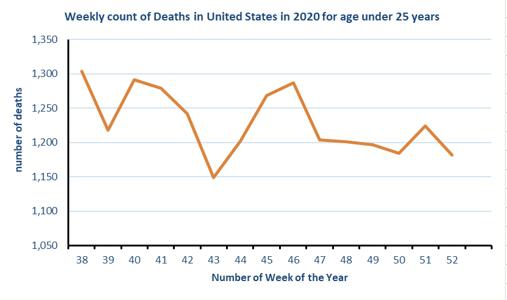 Weekly count of Deaths in United States in 2020 for age under 25 years
1,350
1,300
1,250
1,200
1,150
1,100
1,050
number of deaths
38 39 40 41 42 43 44 45 46 47 48 49 50 51 52
Number of Week of the Year